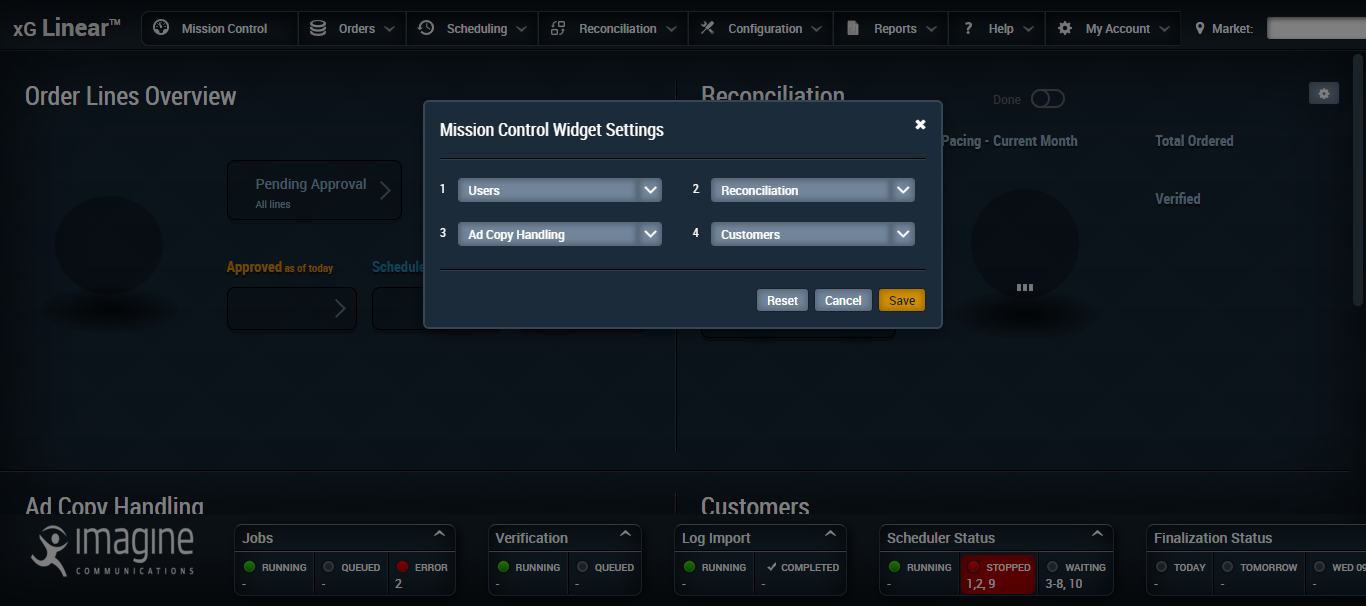 xG Linear™
Mission Control
Orders
Scheduling
Reconciliation
Configuration
Reports
? Help
My Account
Market:
Order Lines Overview
Reconciliation
Done
Pacing - Current Month
Total Ordered
Verified
Pending Approval
All lines
Approved as of today
Schedule
Mission Control Widget Settings
1 Users
2 Reconciliation
3 Ad Copy Handling
4 Customers
Reset
Cancel
Save
Ad Copy Handling
Customers
imagine
COMMUNICATIONS
Jobs
RUNNING
-
QUEUED
-
ERROR
2
Verification
RUNNING
-
QUEUED
-
Log Import
RUNNING
-
COMPLETED
-
Scheduler Status
RUNNING
-
STOPPED
1,2, 9
WAITING
3-8, 10
Finalization Status
TODAY
-
TOMORROW
-
WED 09
-